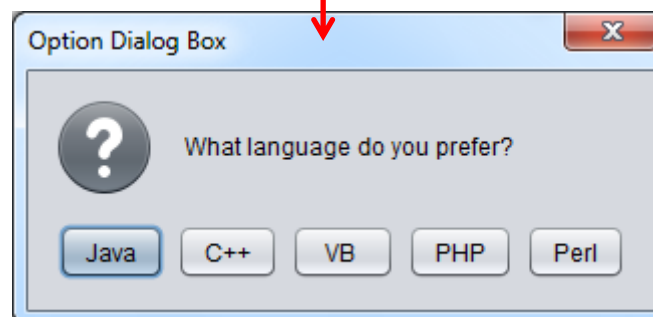 Option Dialog Box
What language do you prefer?
Java C++ VB PHP Perl